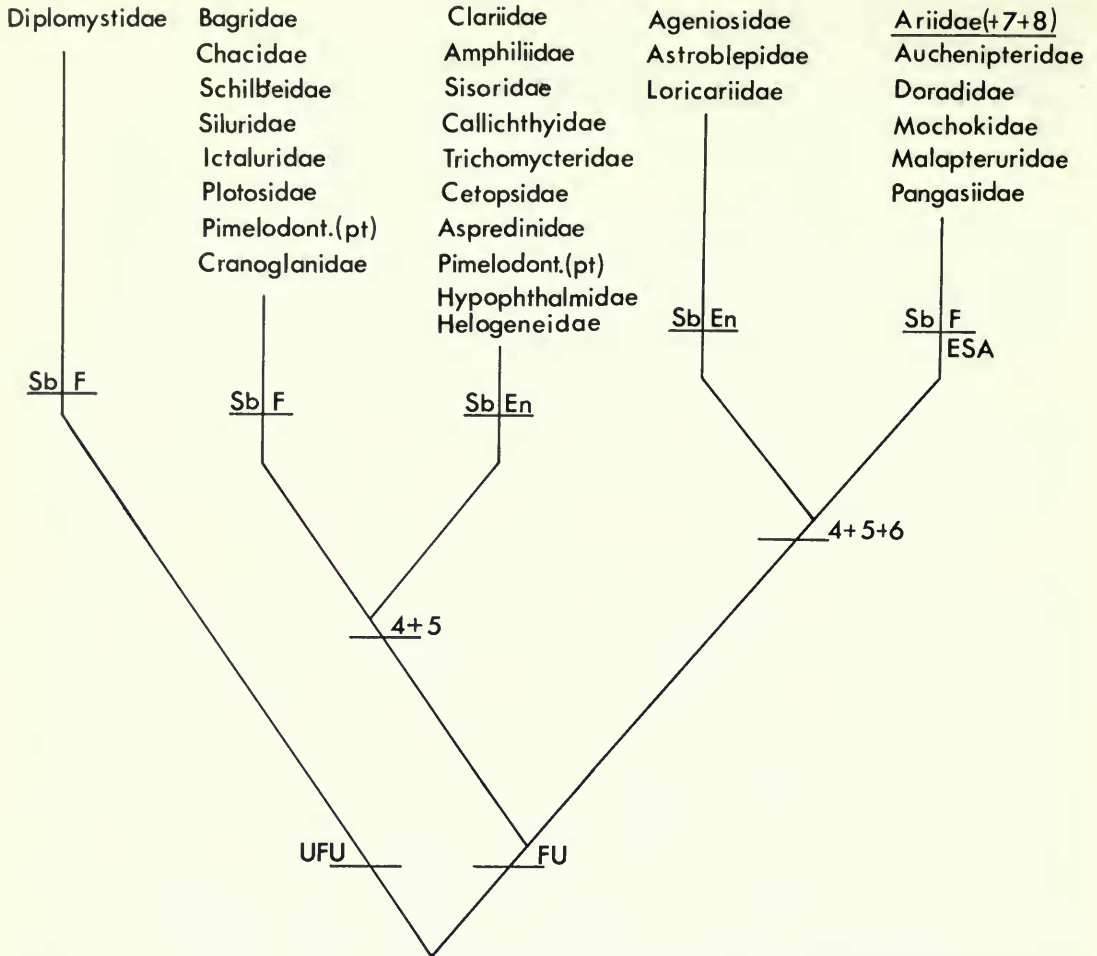 Diplomystidae
Bagridae
Chacidae
Schilbeidae
Siluridae
Ictaluridae
Plotosidae
Pimelodont.(pt)
Cranoglanidae
Clariidae
Amphiliidae
Sisoridae
Callichthyidae
Trichomycteridae
Cetopsidae
Aspredinidae
Pimelodont.(pt)
Hypophthalmidae
Helogeneidae
Ageniosidae
Astroblepidae
Loricariidae
Ariidae(+7+8)
Auchenipteridae
Doradidae
Mochokidae
Malapteruridae
Pangasiidae
Sb F
Sb F
Sb En
Sb En
Sb F
ESA
4+5
4+5+6
UFU
FU